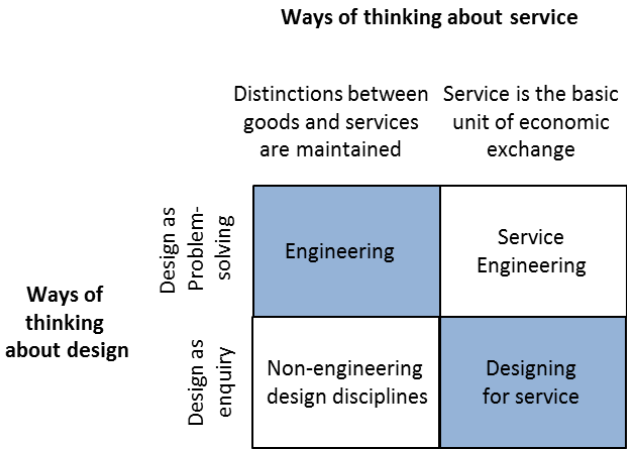 Ways of thinking about service
Distinctions between
goods and services
are maintained
Service is the basic
unit of economic
exchange
Ways of
thinking
about design
Design as
Problem-
solving
Engineering
Service
Engineering
Design as
enquiry
Non-engineering
design disciplines
Designing
for service